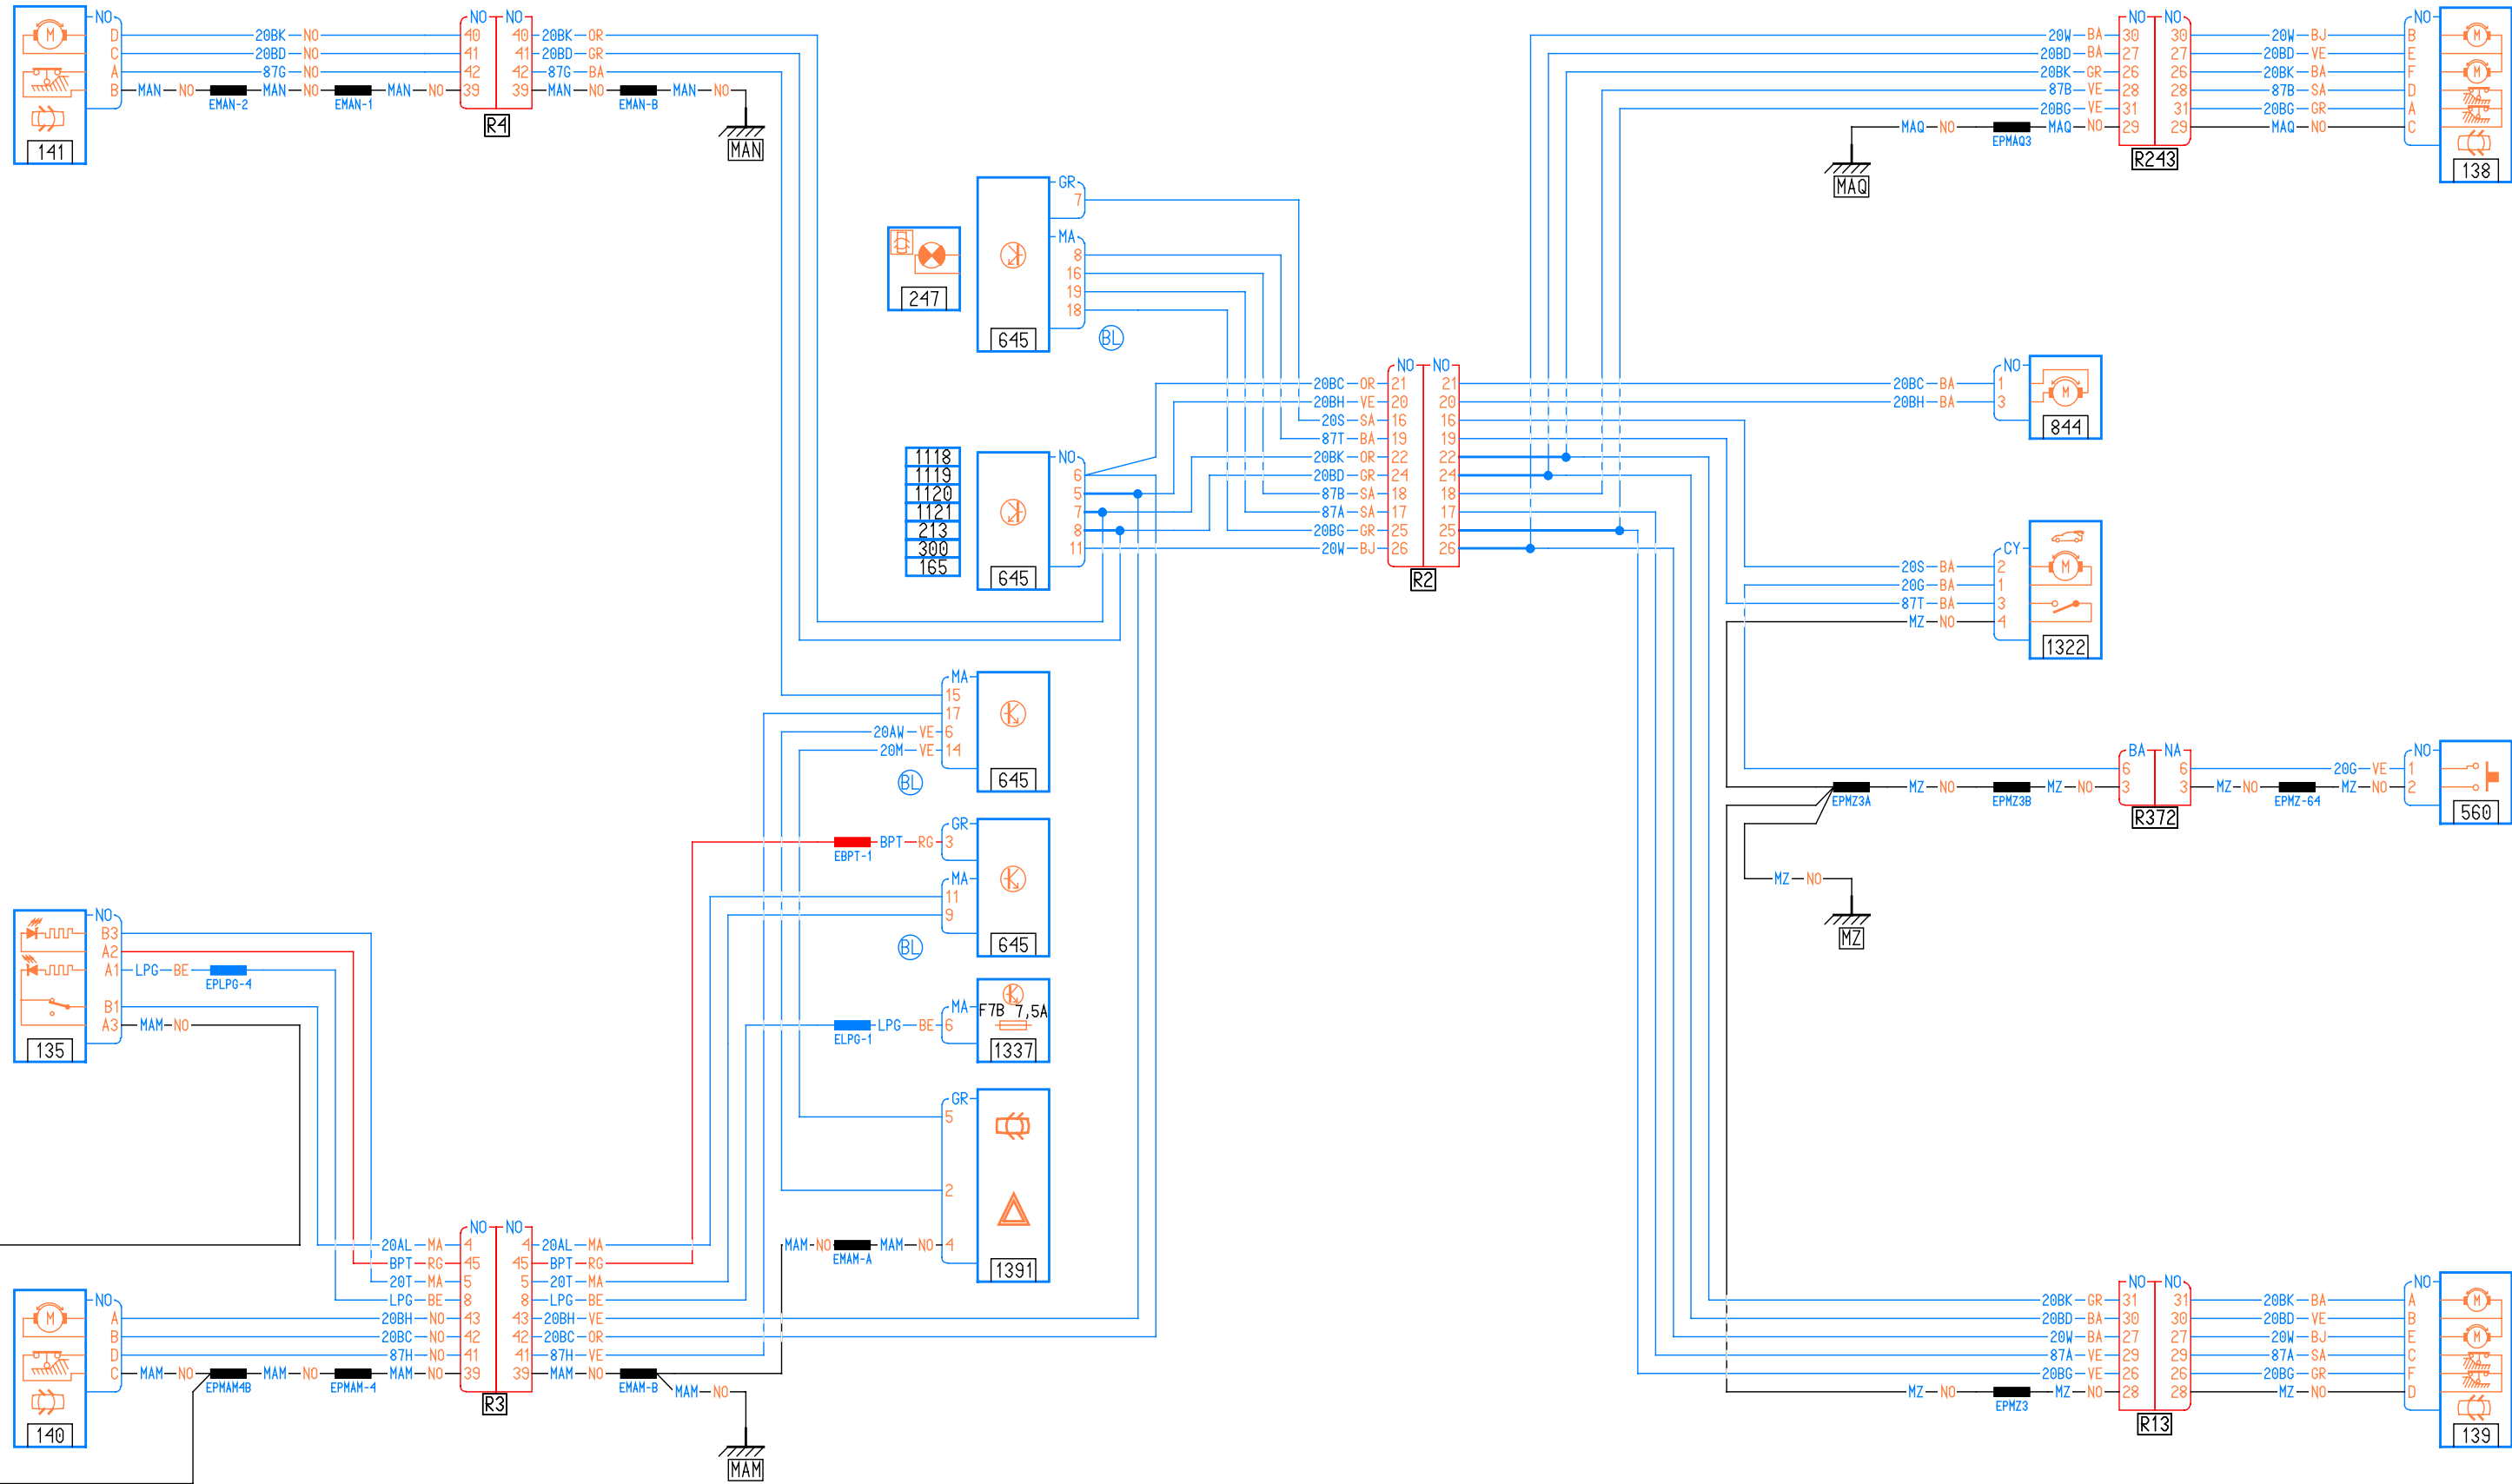 NO
D 20BK NO 40
C 20BD NO 41
A 87G NO 42
B MAN NO EMAN-2 MAN NO EMAN-1 MAN NO 39
M
141
NO NO
40 20BK OR
41 20BD GR
42 87G BA
39 MAN NO EMAN-B MAN NO
R4
MAN
NO NO
20W BA 30 30 20W BJ B
20BD BA 27 27 20BD VE E
20BK GR 26 26 20BK BA F
87B VE 28 28 87B SA D
20BG VE 31 31 20BG GR A
MAQ NO EPMAQ3 MAQ NO 29 29 MAQ NO C
NO
M
M
138
R243
MAQ
GR
7
MA
8
16
19
18
247
645
BL
NO NO
20BC OR 21 21 20BC BA 1
20BH VE 20 20 20BH BA 3
20S SA 16 16
87T BA 19 19
20BK OR 22 22
20BD GR 24 24
87B SA 18 18
87A SA 17 17
20BG GR 25 25
20W BJ 26 26
R2
NO
M
844
1118
1119
1120
1121
213
300
165
NO
6
5
7
8
11
645
CY
20S BA 2
20G BA 1
87T BA 3
MZ NO 4
M
1322
MA
15
17
20AW VE 6
20M VE 14
645
BL
BA NA NO
6 6 20G VE 1
EPMZ3A MZ NO EPMZ3B MZ NO 3 3 MZ NO EPMZ-64 MZ NO 2
R372
560
MZ NO
MZ
GR
EBPT-1 BPT RG 3
MA
11
9
645
BL
NO
B3
A2
A1 LPG BE EPLPG-4
B1
A3 MAM NO
135
MA
F7B 7,5A
ELPG-1 LPG BE 6
1337
GR
5
2
MAM NO EMAM-A MAM NO 4
1391
NO NO
20AL MA 4 4 20AL MA
BPT RG 45 45 BPT RG
20T MA 5 5 20T MA
LPG BE 8 8 LPG BE
NO
A 20BH NO 43 43 20BH VE
B 20BC NO 42 42 20BC OR
D 87H NO 41 41 87H VE
C MAM NO EPMAM4B MAM NO EPMAM-4 MAM NO 39 39 MAM NO EMAM-B MAM NO
M
140
R3
MAM
NO NO NO
20BK GR 31 31 20BK BA A
20BD BA 30 30 20BD VE B
20W BA 27 27 20W BJ E
87A VE 29 29 87A SA C
20BG VE 26 26 20BG GR F
MZ NO EPMZ3 MZ NO 28 28 MZ NO D
M
M
R13
139